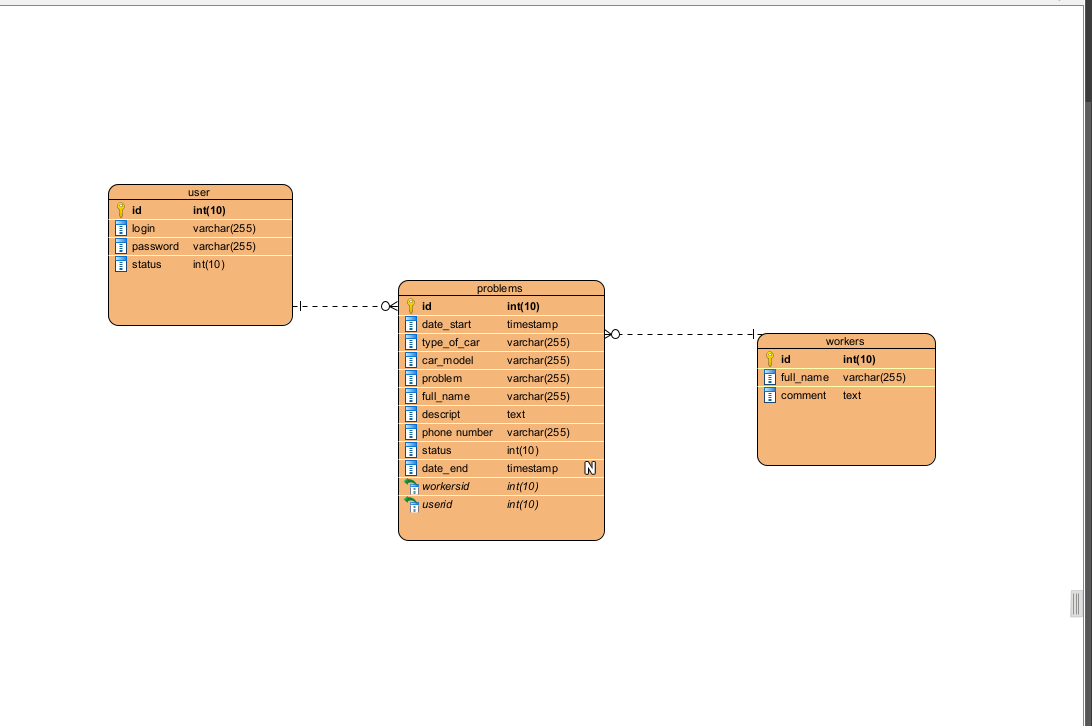 user
id int(10)
login varchar(255)
password varchar(255)
status int(10)
problems
id int(10)
date_start timestamp
type_of_car varchar(255)
car_model varchar(255)
problem varchar(255)
full_name varchar(255)
descript text
phone number varchar(255)
status int(10)
date_end timestamp N
workersid int(10)
userid int(10)
workers
id int(10)
full_name varchar(255)
comment text